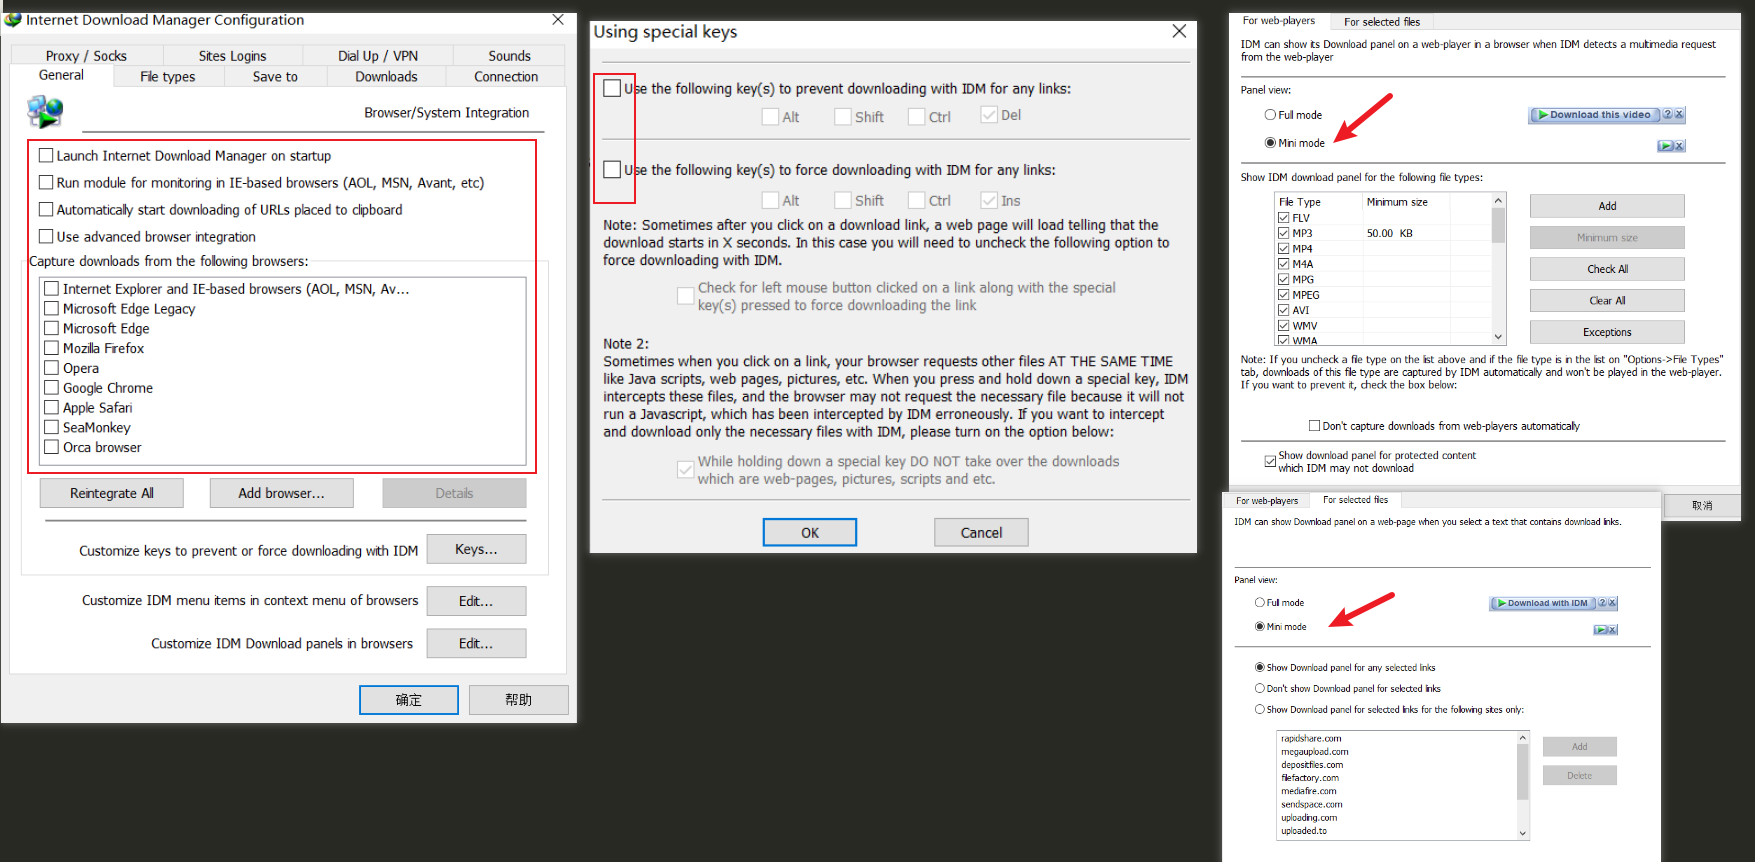 Internet Download Manager Configuration
Proxy / Socks
Sites Logins
Dial Up / VPN
Sounds
General
File types
Save to
Downloads
Connection
Browser/System Integration
Launch Internet Download Manager on startup
Run module for monitoring in IE-based browsers (AOL, MSN, Avant, etc)
Automatically start downloading of URLs placed to clipboard
Use advanced browser integration
Capture downloads from the following browsers:
Internet Explorer and IE-based browsers (AOL, MSN, Av...
Microsoft Edge Legacy
Microsoft Edge
Mozilla Firefox
Opera
Google Chrome
Apple Safari
SeaMonkey
Orca browser
Reintegrate All
Add browser...
Details
Customize keys to prevent or force downloading with IDM
Keys...
Customize IDM menu items in context menu of browsers
Edit...
Customize IDM Download panels in browsers
Edit...
确定
帮助
Using special keys
Use the following key(s) to prevent downloading with IDM for any links:
Alt
Shift
Ctrl
Del
Use the following key(s) to force downloading with IDM for any links:
Alt
Shift
Ctrl
Ins
Note: Sometimes after you click on a download link, a web page will load telling that the
download starts in X seconds. In this case you will need to uncheck the following option to
force downloading with IDM.
Check for left mouse button clicked on a link along with the special
key(s) pressed to force downloading the link
Note 2:
Sometimes when you click on a link, your browser requests other files AT THE SAME TIME
like Java scripts, web pages, pictures, etc. When you press and hold down a special key, IDM
intercepts these files, and the browser may not request the necessary file because it will not
run a Javascript, which has been intercepted by IDM erroneously. If you want to intercept
and download only the necessary files with IDM, please turn on the option below:
While holding down a special key DO NOT take over the downloads
which are web-pages, pictures, scripts and etc.
OK
Cancel
For web-players
For selected files
IDM can show its Download panel on a web-player in a browser when IDM detects a multimedia request
from the web-player
Panel view:
Full mode
Download this video
Mini mode
Show IDM download panel for the following file types:
File Type
Minimum size
FLV
MP3
50.00 KB
MP4
M4A
MPG
MPEG
AVI
WMV
WMA
Add
Minimum size
Check All
Clear All
Exceptions
Note: If you uncheck a file type on the list above and if the file type is in the list on "Options->File Types"
tab, downloads of this file type are captured by IDM automatically and won't be played in the web-player.
If you want to prevent it, check the box below:
Don't capture downloads from web-players automatically
Show download panel for protected content
which IDM may not download
取消
For web-players
For selected files
IDM can show Download panel on a web-page when you select a text that contains download links.
Panel view:
Full mode
Download with IDM
Mini mode
Show Download panel for any selected links
Don't show Download panel for selected links
Show Download panel for selected links for the following sites only:
rapidshare.com
megaupload.com
depositfiles.com
filefactory.com
mediafire.com
sendspace.com
uploading.com
uploaded.to
Add
Delete